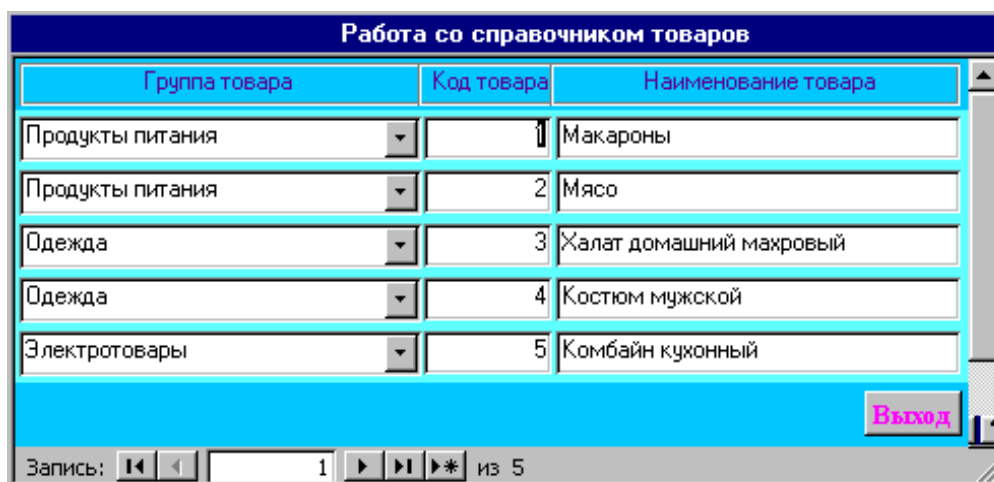 Работа со справочником товаров
Группа товара Код товара Наименование товара
Продукты питания 1 Макароны
Продукты питания 2 Мясо
Одежда 3 Халат домашний махровый
Одежда 4 Костюм мужской
Электротовары 5 Комбайн кухонный
Выход
Запись: 1 из 5